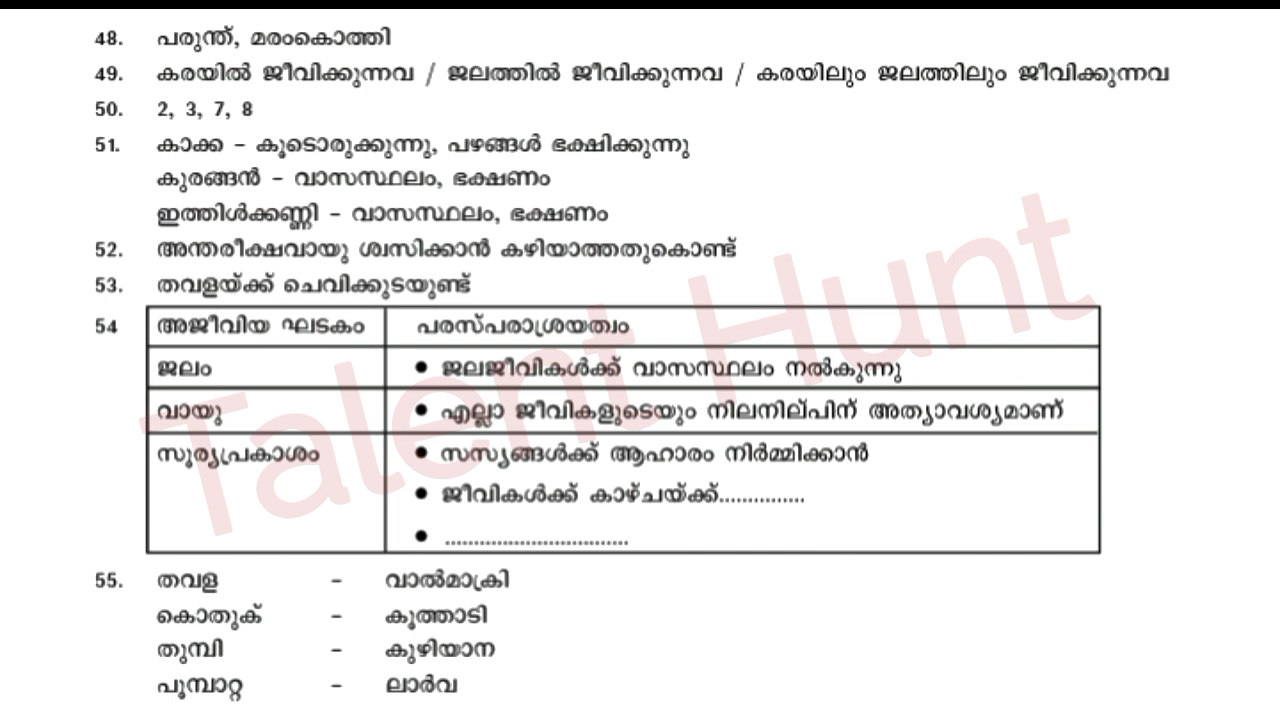 48. പരുന്ത്, മരംകൊത്തി
49. കരയിൽ ജീവിക്കുന്നവ / ജലത്തിൽ ജീവിക്കുന്നവ / കരയിലും ജലത്തിലും ജീവിക്കുന്നവ
50. 2, 3, 7, 8
51. കാക്ക – കൂടൊരുക്കുന്നു, പഴങ്ങൾ ഭക്ഷിക്കുന്നു
കുരങ്ങൻ – വാസസ്ഥലം, ഭക്ഷണം
ഇത്തിൾക്കണ്ണി – വാസസ്ഥലം, ഭക്ഷണം
52. അന്തരീക്ഷവായു ശ്വസിക്കാൻ കഴിയാത്തതുകൊണ്ട്
53. തവളയ്ക്ക് ചെവിക്കുടയുണ്ട്
54 അജീവിയ ഘടകം പരസ്പരാശ്രയത്വം
ജലം • ജലജീവികൾക്ക് വാസസ്ഥലം നൽകുന്നു
വായു • എല്ലാ ജീവികളുടെയും നിലനില്പിന് അത്യാവശ്യമാണ്
സൂര്യപ്രകാശം • സസ്യങ്ങൾക്ക് ആഹാരം നിർമ്മിക്കാൻ
• ജീവികൾക്ക് കാഴ്ചയ്ക്ക്...............
• ................................
55. തവള – വാൽമാക്രി
കൊതുക് – കൂത്താടി
തുമ്പി – കുഴിയാന
പൂമ്പാറ്റ – ലാർവ
Talent Hunt